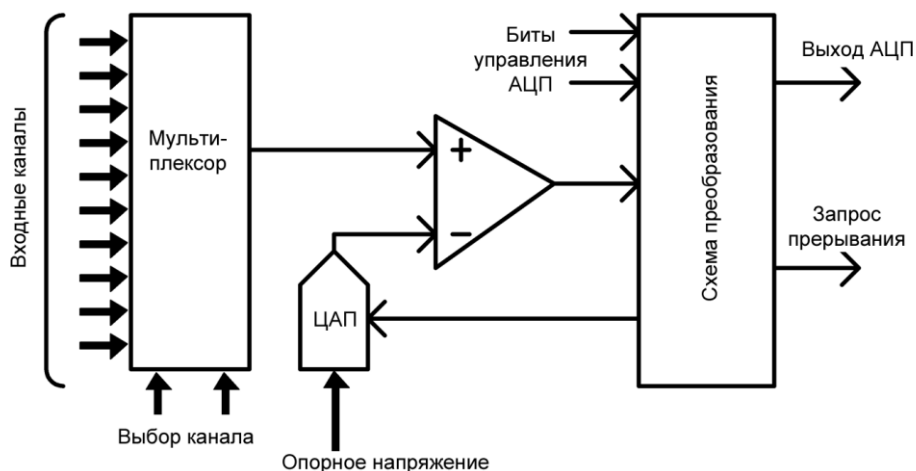 Входные каналы
Мульти-
плексор
Выбор канала
+
−
ЦАП
Опорное напряжение
Биты
управления
АЦП
Схема преобразования
Выход АЦП
Запрос
прерывания